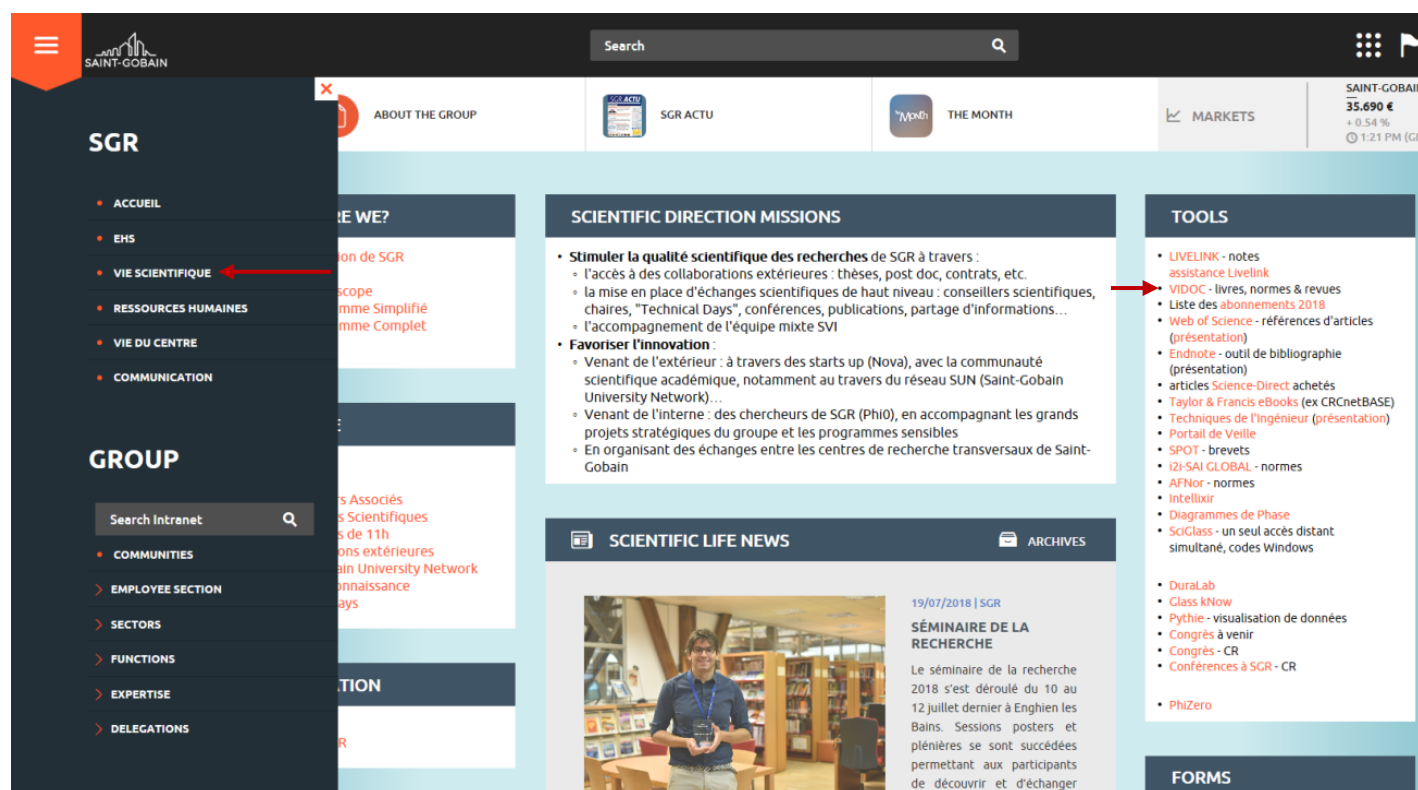 SAINT-GOBAIN
Search
SGR
ACCUEIL
EHS
VIE SCIENTIFIQUE
RESSOURCES HUMAINES
VIE DU CENTRE
COMMUNICATION
GROUP
Search Intranet
COMMUNITIES
EMPLOYEE SECTION
SECTORS
FUNCTIONS
EXPERTISE
DELEGATIONS
ABOUT THE GROUP
SGR ACTU
SGR ACTU
The Month
THE MONTH
MARKETS
SAINT-GOBAIN
35.690 €
+ 0.54 %
1:21 PM (G
RE WE?
ion de SGR
scope
mme Simplifié
mme Complet
E
s Associés
s Scientifiques
s de 11h
ons extérieures
ain University Network
onnaissance
ays
TION
R
SCIENTIFIC DIRECTION MISSIONS
• Stimuler la qualité scientifique des recherches de SGR à travers :
◦ l'accès à des collaborations extérieures : thèses, post doc, contrats, etc.
◦ la mise en place d'échanges scientifiques de haut niveau : conseillers scientifiques,
chaires, "Technical Days", conférences, publications, partage d'informations…
◦ l'accompagnement de l'équipe mixte SVI
• Favoriser l'innovation :
◦ Venant de l'extérieur : à travers des starts up (Nova), avec la communauté
scientifique académique, notamment au travers du réseau SUN (Saint-Gobain
University Network)…
◦ Venant de l'interne : des chercheurs de SGR (Phi0), en accompagnant les grands
projets stratégiques du groupe et les programmes sensibles
◦ En organisant des échanges entre les centres de recherche transversaux de Saint-
Gobain
SCIENTIFIC LIFE NEWS
ARCHIVES
19/07/2018 | SGR
SÉMINAIRE DE LA
RECHERCHE
Le séminaire de la recherche
2018 s'est déroulé du 10 au
12 juillet dernier à Enghien les
Bains. Sessions posters et
plénières se sont succédées
permettant aux participants
de découvrir et d'échanger
TOOLS
• LIVELINK - notes
assistance Livelink
• VIDOC - livres, normes & revues
• Liste des abonnements 2018
• Web of Science - références d'articles
(présentation)
• Endnote - outil de bibliographie
(présentation)
• articles Science-Direct achetés
• Taylor & Francis eBooks (ex CRCnetBASE)
• Techniques de l'Ingénieur (présentation)
• Portail de Veille
• SPOT - brevets
• i2i-SAI GLOBAL - normes
• AFNor - normes
• Intellixir
• Diagrammes de Phase
• SciGlass - un seul accès distant
simultané, codes Windows
• DuraLab
• Glass kNow
• Pythie - visualisation de données
• Congrès à venir
• Congrès - CR
• Conférences à SGR - CR
• PhiZero
FORMS